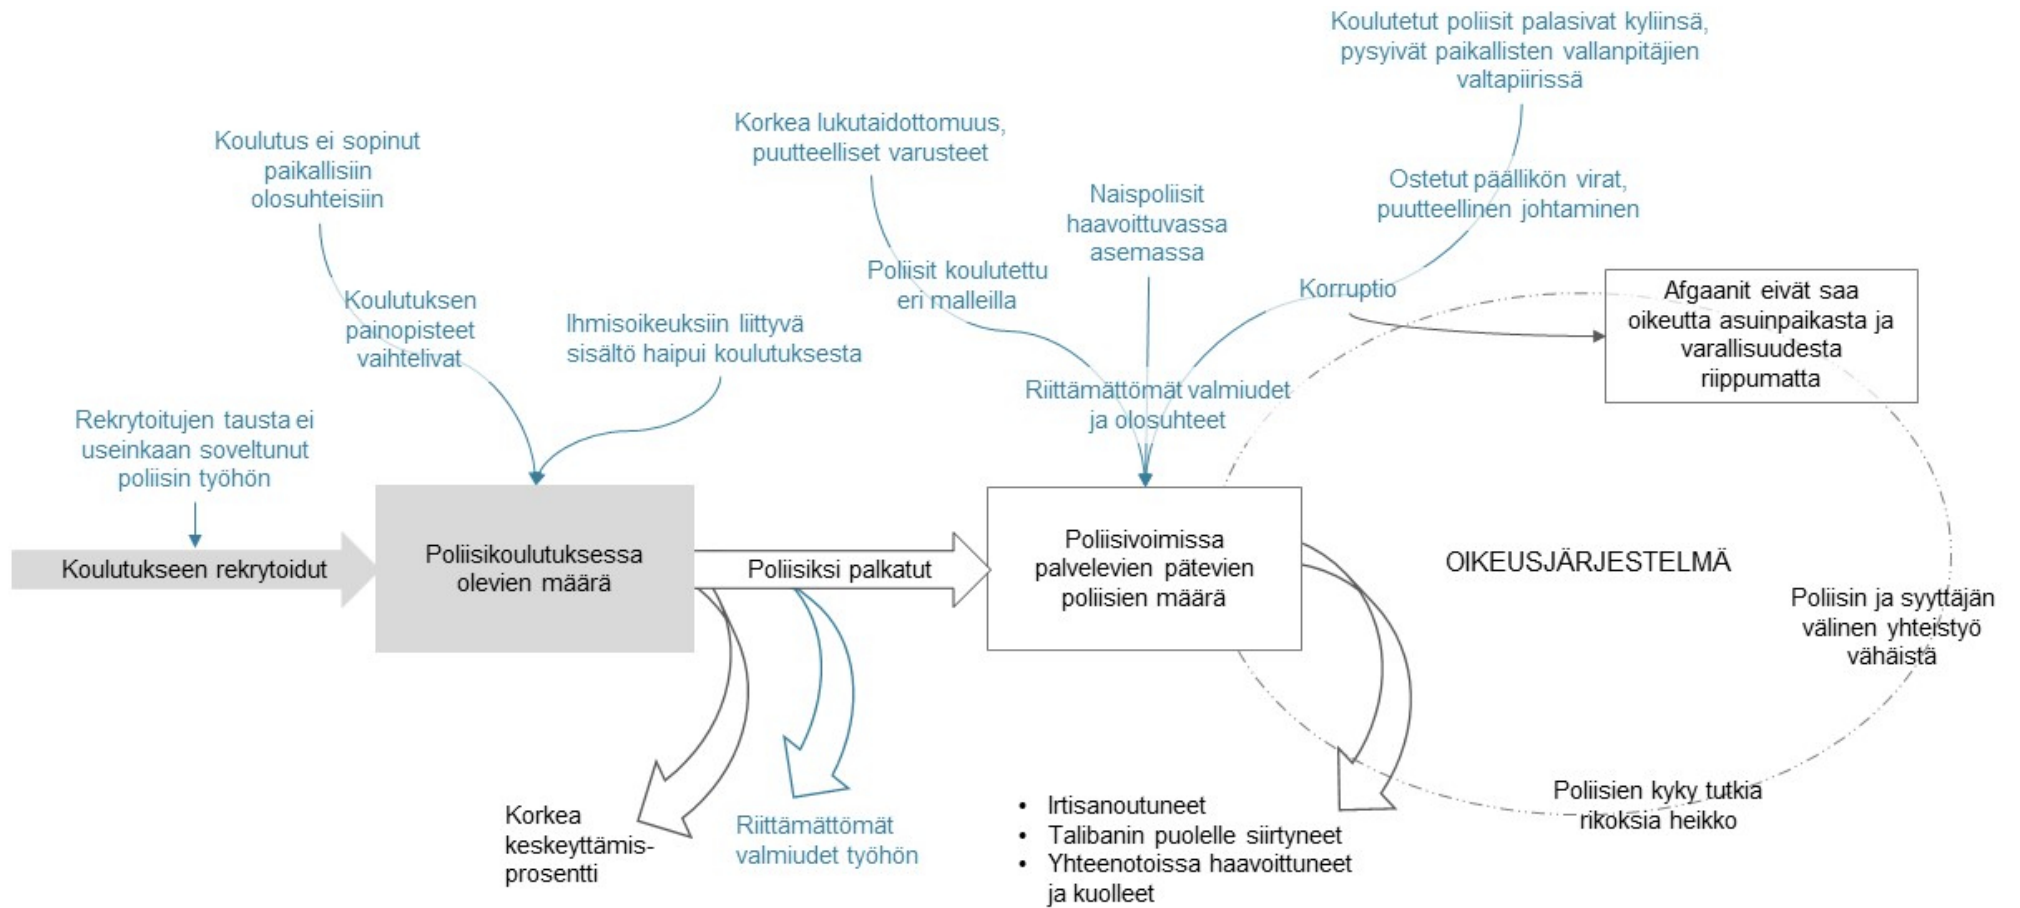 Koulutetut poliisit palasivat kyliinsä,
pysyivät paikallisten vallanpitäjien
valtapiirissä
Koulutus ei sopinut
paikallisiin
olosuhteisiin
Korkea lukutaidottomuus,
puutteelliset varusteet
Naispoliisit
haavoittuvassa
asemassa
Ostetut päällikön virat,
puutteellinen johtaminen
Poliisit koulutettu
eri malleilla
Korruptio
Afgaanit eivät saa
oikeutta asuinpaikasta ja
varallisuudesta
riippumatta
Koulutuksen
painopisteet
vaihtelivat
Ihmisoikeuksiin liittyvä
sisältö haipui koulutuksesta
Riittämättömät valmiudet
ja olosuhteet
Rekrytoitujen tausta ei
useinkaan soveltunut
poliisin työhön
Koulutukseen rekrytoidut
Poliisikoulutuksessa
olevien määrä
Poliisiksi palkatut
Poliisivoimissa
palvelevien pätevien
poliisien määrä
OIKEUSJÄRJESTELMÄ
Poliisin ja syyttäjän
välinen yhteistyö
vähäistä
Poliisien kyky tutkia
rikoksia heikko
Korkea
keskeyttämis-
prosentti
Riittämättömät
valmiudet työhön
• Irtisanoutuneet
• Talibanin puolelle siirtyneet
• Yhteenotoissa haavoittuneet
ja kuolleet